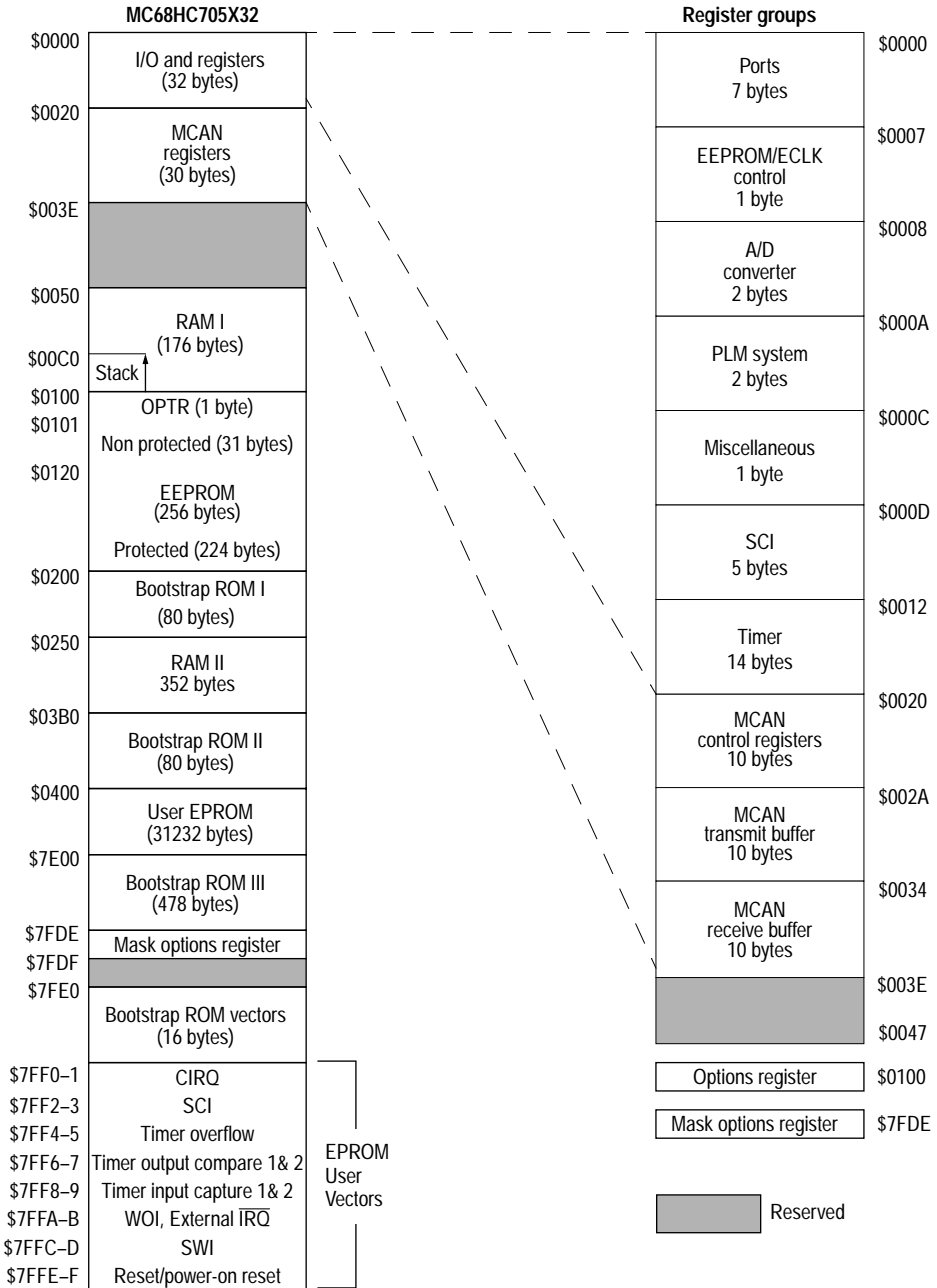 MC68HC705X32
$0000
I/O and registers
(32 bytes)
$0020
MCAN
registers
(30 bytes)
$003E
$0050
RAM I
(176 bytes)
$00C0
Stack
$0100
OPTR (1 byte)
$0101
Non protected (31 bytes)
$0120
EEPROM
(256 bytes)
Protected (224 bytes)
$0200
Bootstrap ROM I
(80 bytes)
$0250
RAM II
352 bytes
$03B0
Bootstrap ROM II
(80 bytes)
$0400
User EPROM
(31232 bytes)
$7E00
Bootstrap ROM III
(478 bytes)
$7FDE
Mask options register
$7FDF
$7FE0
Bootstrap ROM vectors
(16 bytes)
$7FF0–1 CIRQ
$7FF2–3 SCI
$7FF4–5 Timer overflow
$7FF6–7 Timer output compare 1& 2
$7FF8–9 Timer input capture 1& 2
$7FFA–B WOI, External IRQ
$7FFC–D SWI
$7FFE–F Reset/power-on reset
EPROM
User
Vectors
Register groups
$0000
Ports
7 bytes
$0007
EEPROM/ECLK
control
1 byte
$0008
A/D
converter
2 bytes
$000A
PLM system
2 bytes
$000C
Miscellaneous
1 byte
$000D
SCI
5 bytes
$0012
Timer
14 bytes
$0020
MCAN
control registers
10 bytes
$002A
MCAN
transmit buffer
10 bytes
$0034
MCAN
receive buffer
10 bytes
$003E
$0047
Options register $0100
Mask options register $7FDE
Reserved